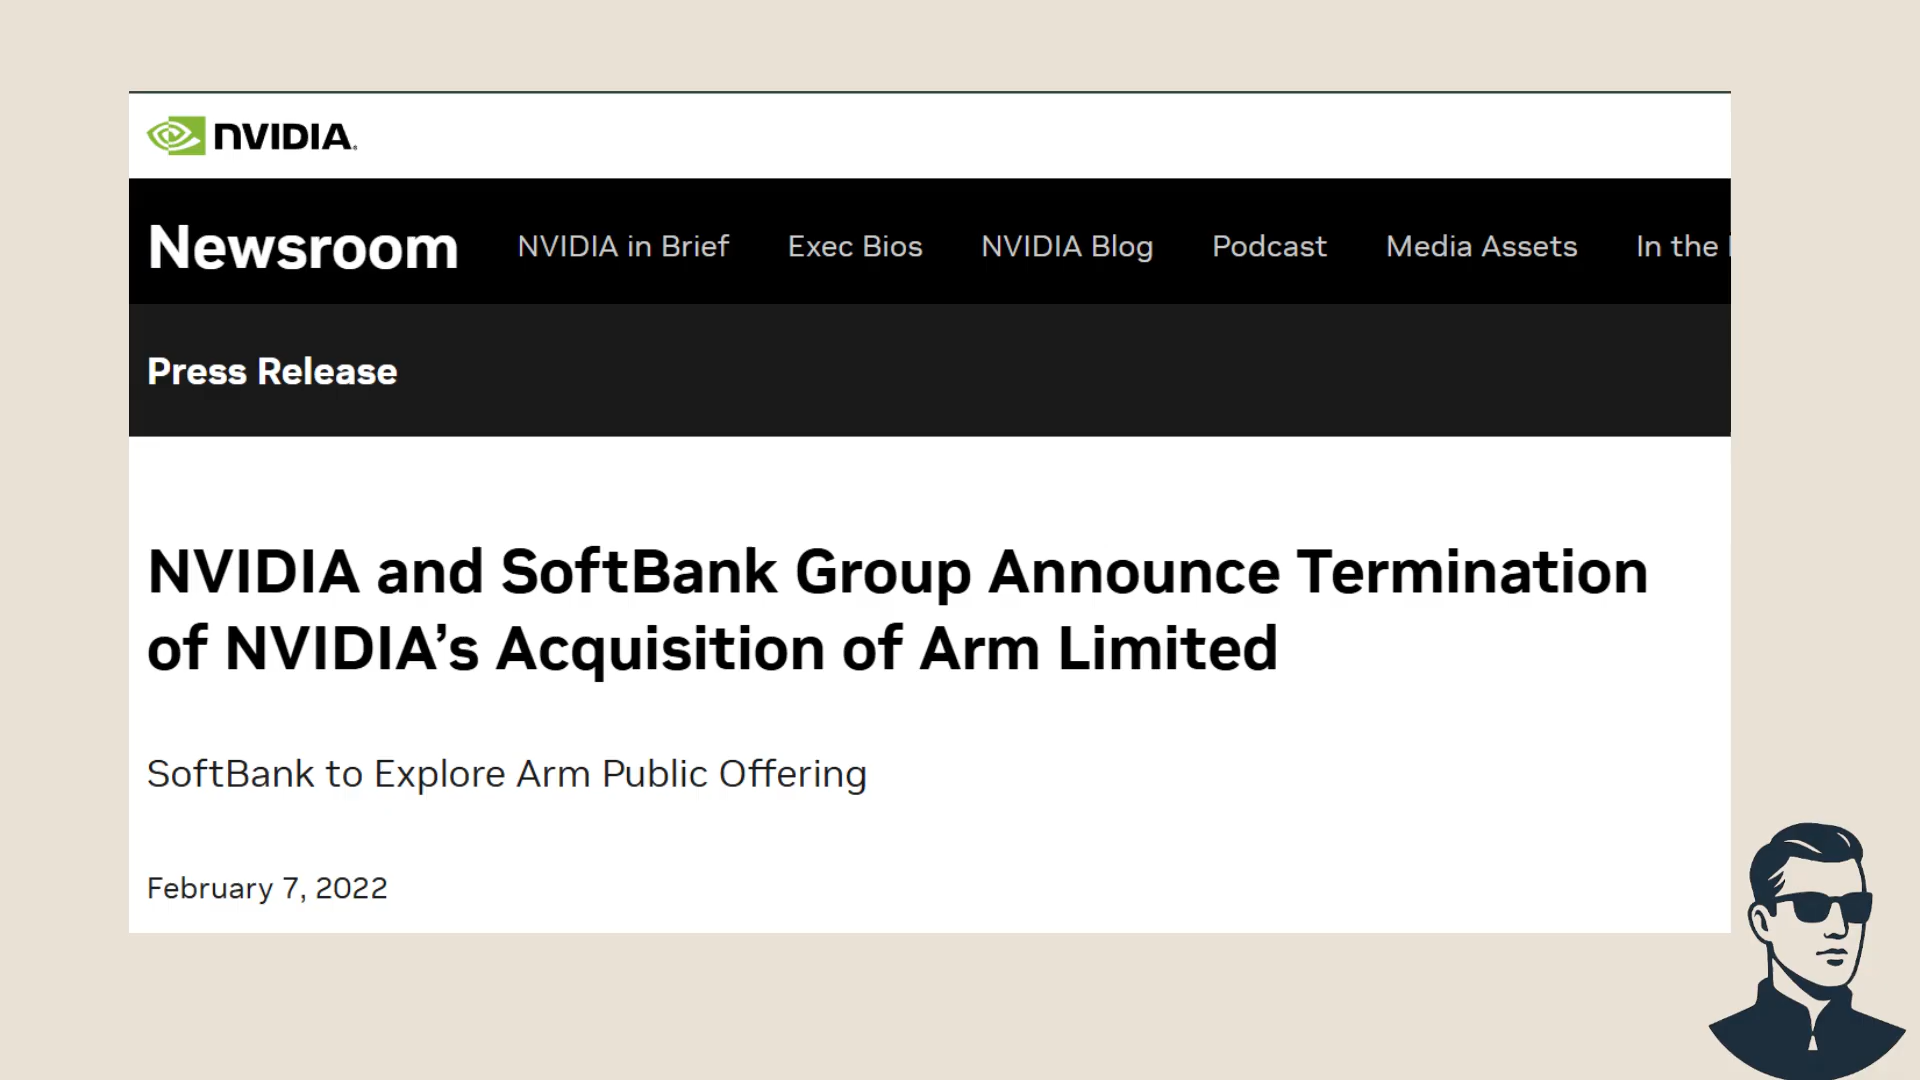 NVIDIA.
Newsroom NVIDIA in Brief Exec Bios NVIDIA Blog Podcast Media Assets In the
Press Release
NVIDIA and SoftBank Group Announce Termination
of NVIDIA’s Acquisition of Arm Limited
SoftBank to Explore Arm Public Offering
February 7, 2022